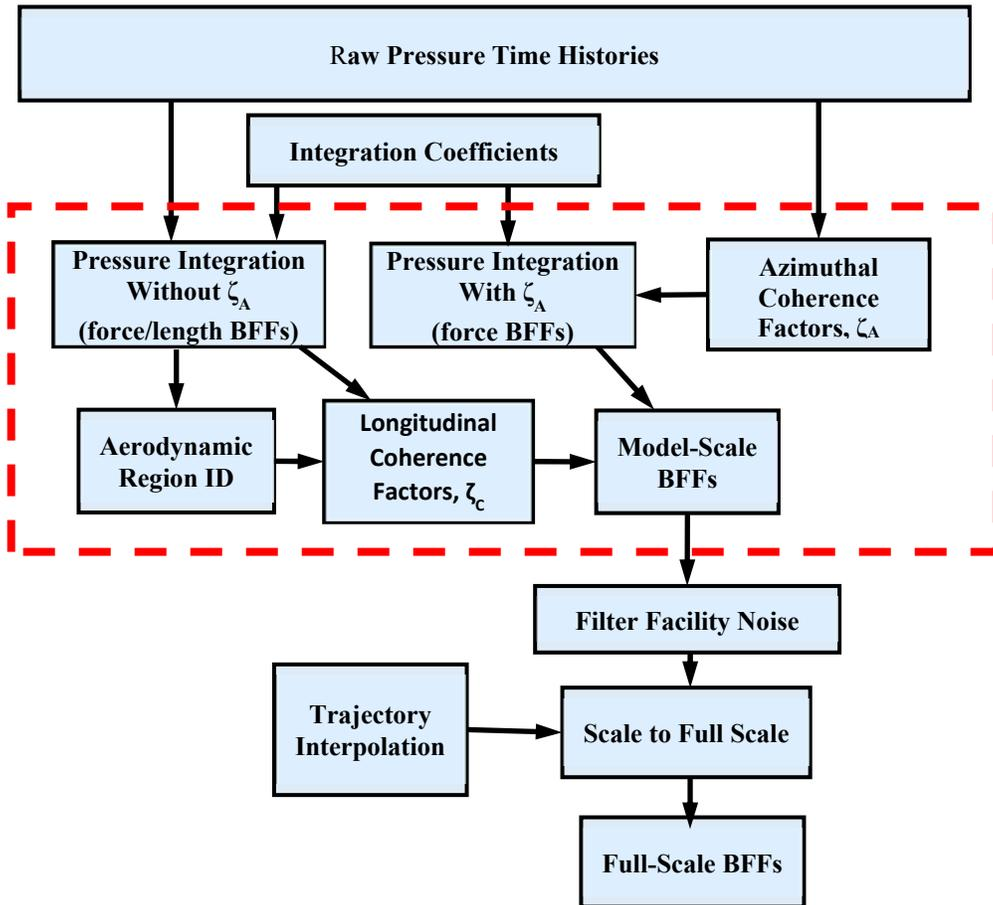 Raw Pressure Time Histories
Integration Coefficients
Pressure Integration
Without ζA
(force/length BFFs)
Pressure Integration
With ζA
(force BFFs)
Azimuthal
Coherence
Factors, ζA
Aerodynamic
Region ID
Longitudinal
Coherence
Factors, ζC
Model-Scale
BFFs
Filter Facility Noise
Trajectory
Interpolation
Scale to Full Scale
Full-Scale BFFs